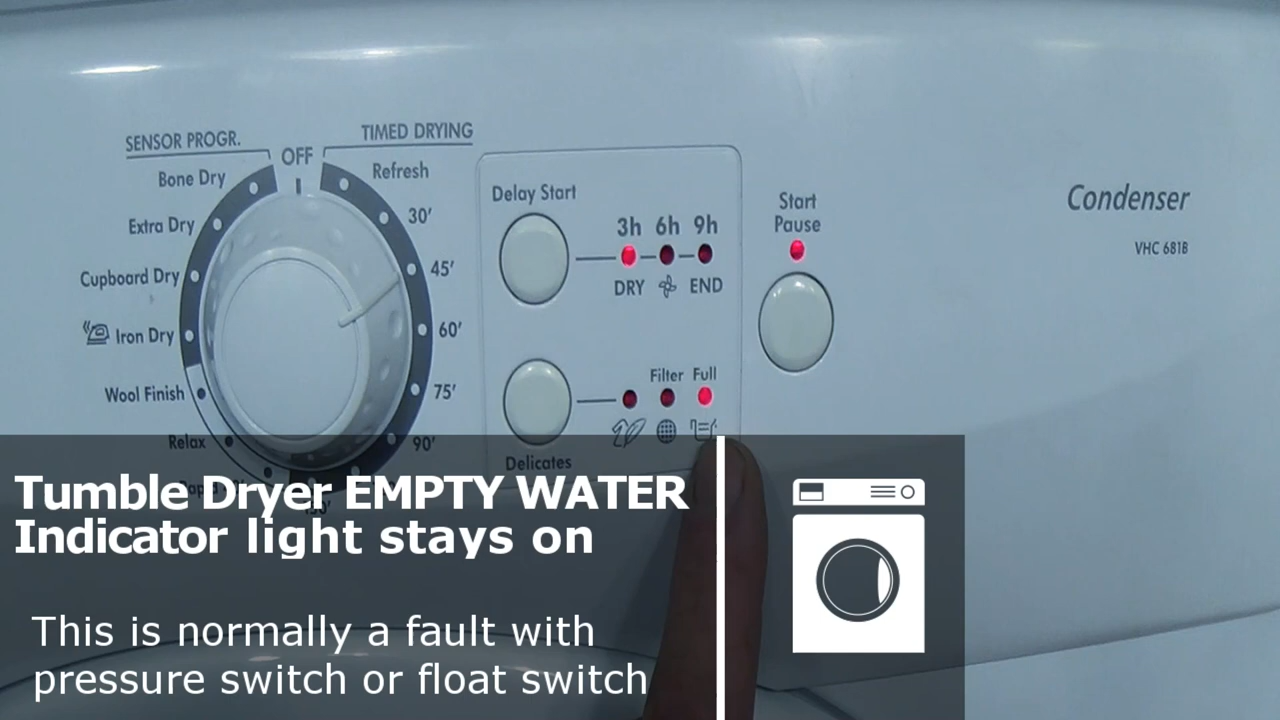 SENSOR PROGR.
OFF
TIMED DRYING
Bone Dry
Extra Dry
Cupboard Dry
Iron Dry
Wool Finish
Relax
Refresh
30′
45′
60′
75′
90′
Delay Start
3h 6h 9h
DRY END
Filter Full
Delicates
Start
Pause
Condenser
VHC 681B
Tumble Dryer EMPTY WATER
Indicator light stays on
This is normally a fault with
pressure switch or float switch